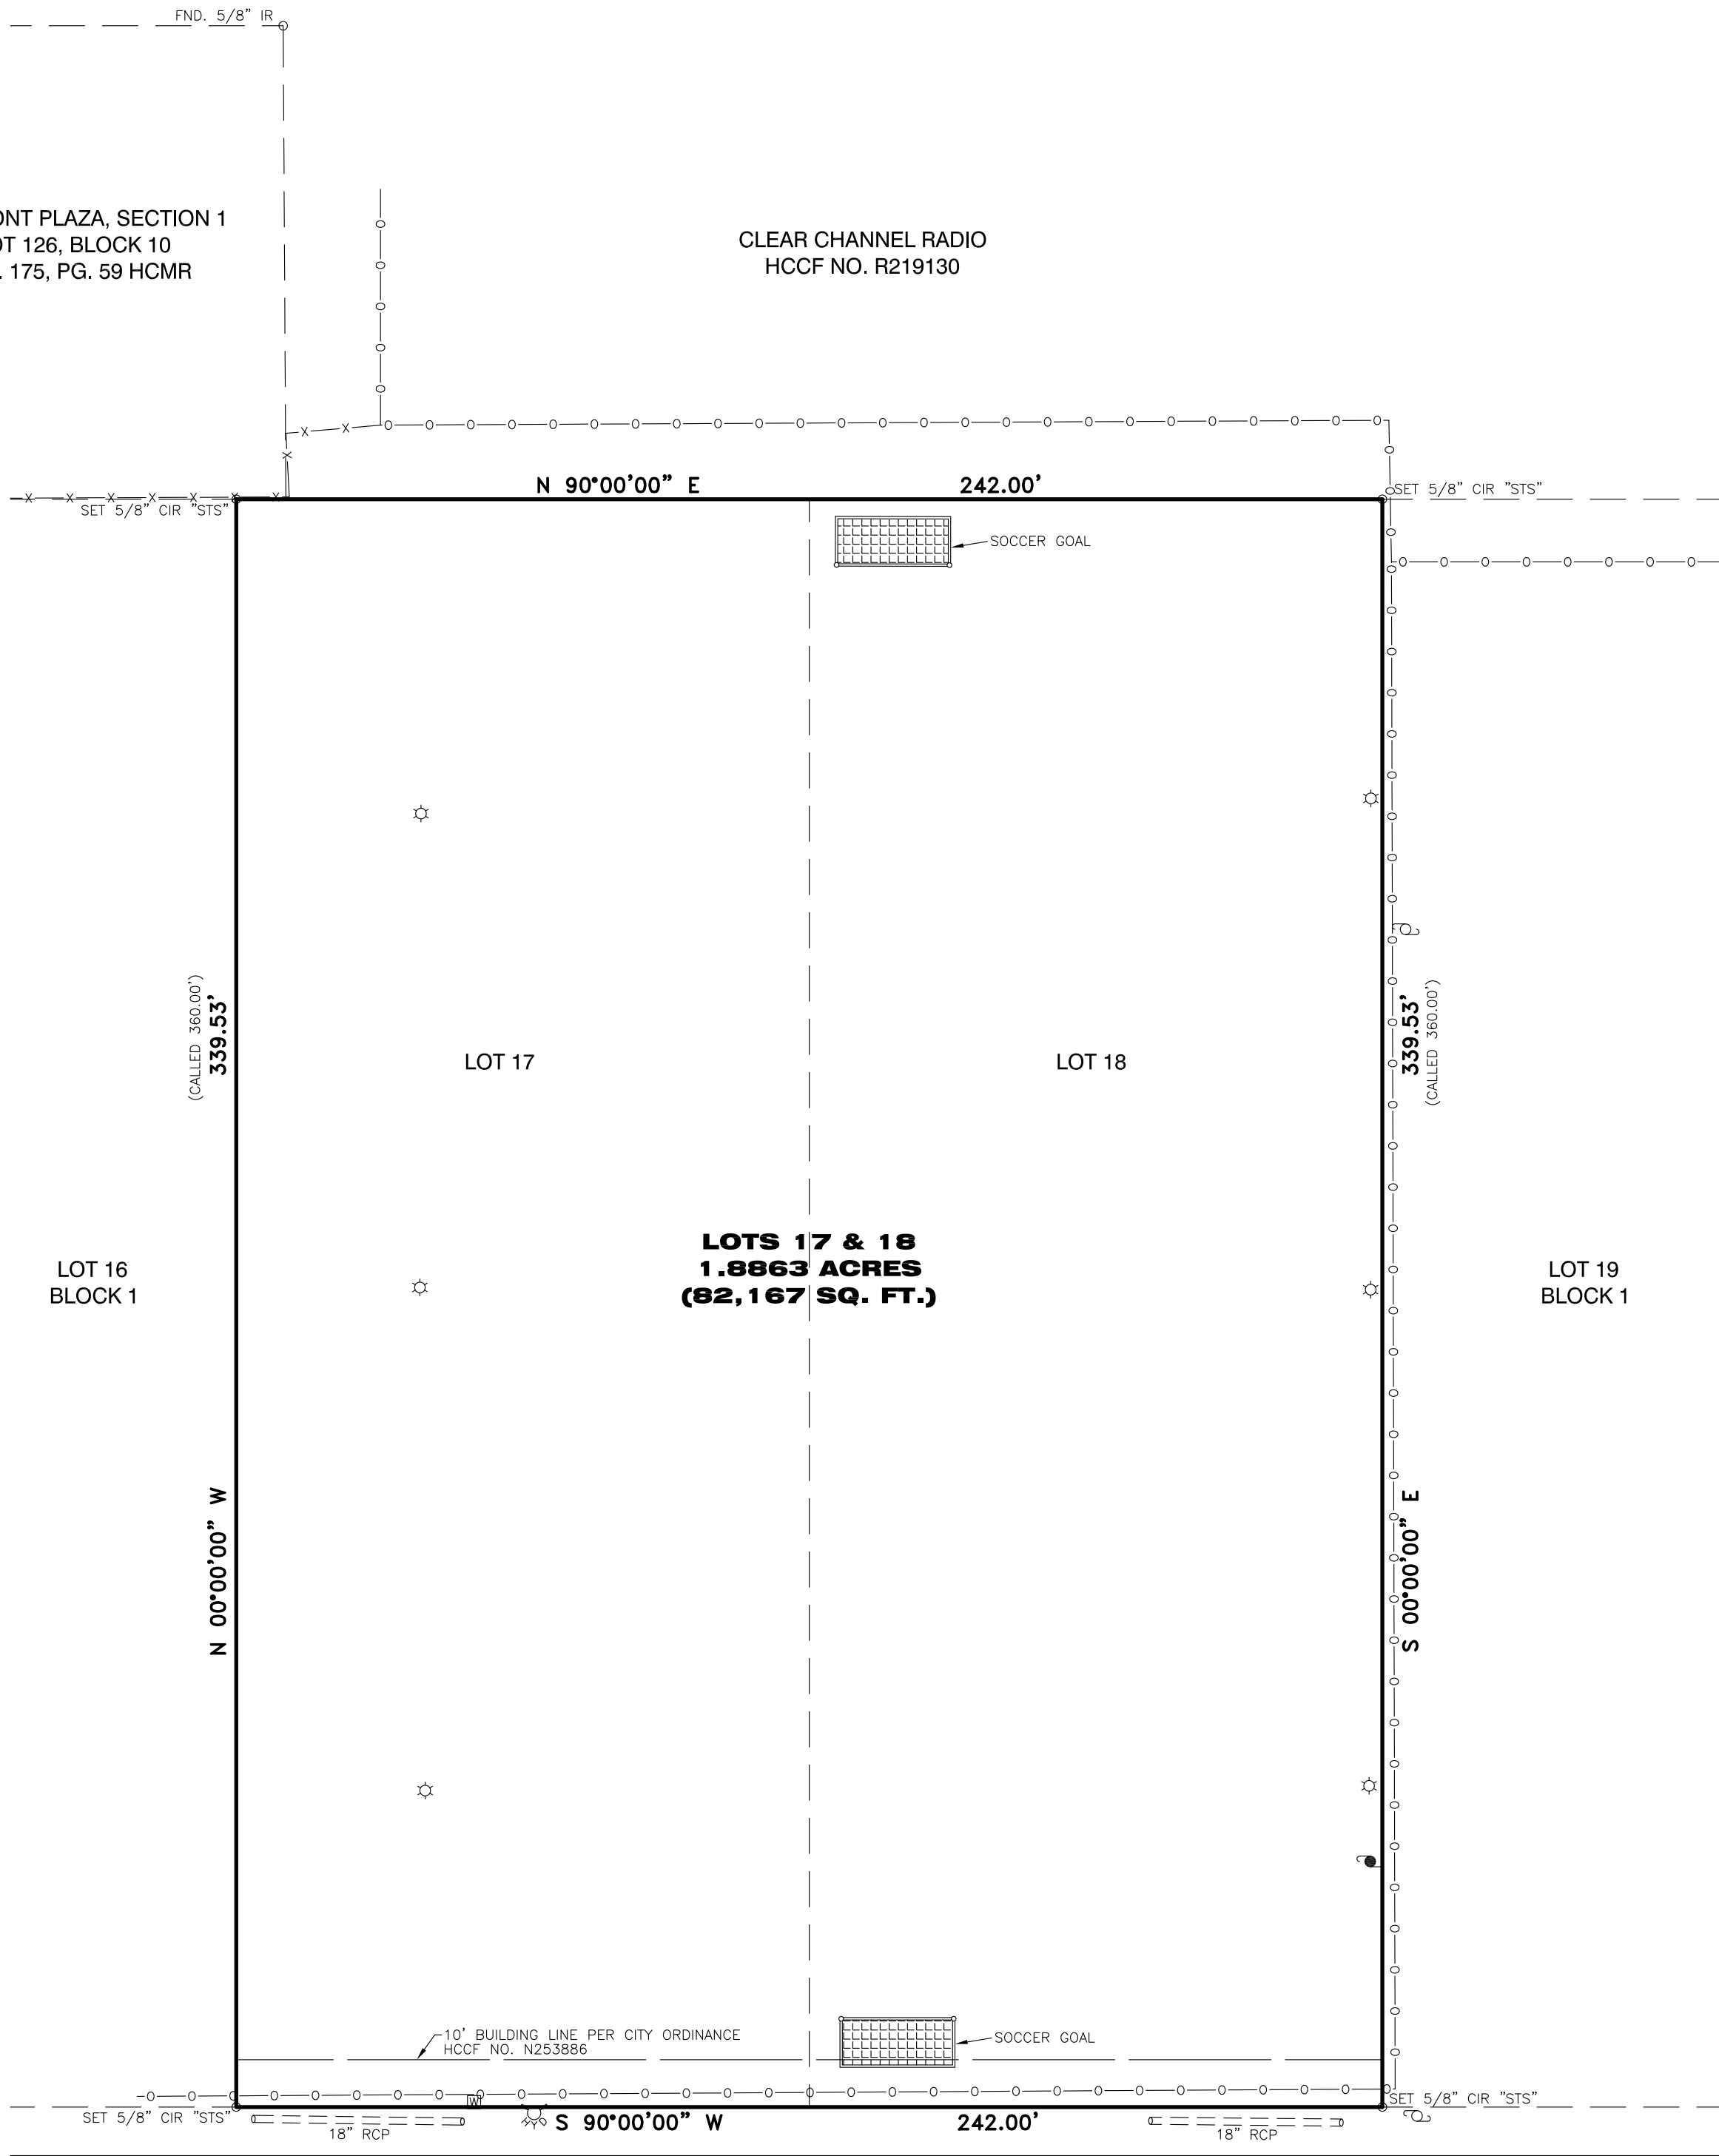 FND. 5/8" IR
ONT PLAZA, SECTION 1
OT 126, BLOCK 10
. 175, PG. 59 HCMR
CLEAR CHANNEL RADIO
HCCF NO. R219130
N 90°00'00" E 242.00'
SET 5/8" CIR "STS"
SET 5/8" CIR "STS"
SOCCER GOAL
(CALLED 360.00')
339.53'
339.53'
(CALLED 360.00')
LOT 17
LOT 18
LOTS 17 & 18
1.8863 ACRES
(82,167 SQ. FT.)
LOT 16
BLOCK 1
LOT 19
BLOCK 1
N 00°00'00" W
S 00°00'00" E
10' BUILDING LINE PER CITY ORDINANCE
HCCF NO. N253886
SOCCER GOAL
W
SET 5/8" CIR "STS"
SET 5/8" CIR "STS"
S 90°00'00" W 242.00'
18" RCP
18" RCP